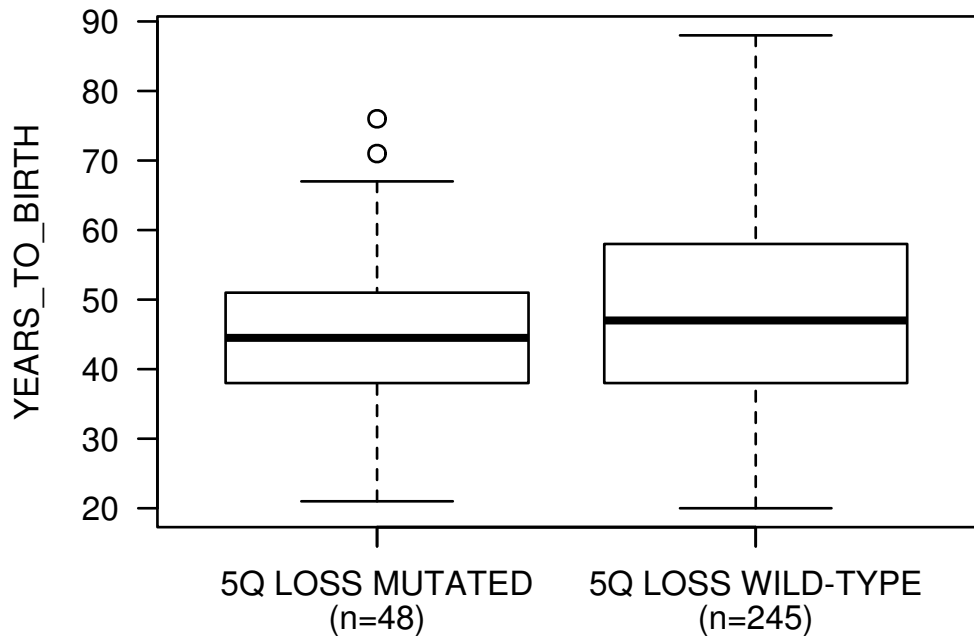 YEARS_TO_BIRTH
90
80
70
60
50
40
30
20
5Q LOSS MUTATED
(n=48)
5Q LOSS WILD-TYPE
(n=245)